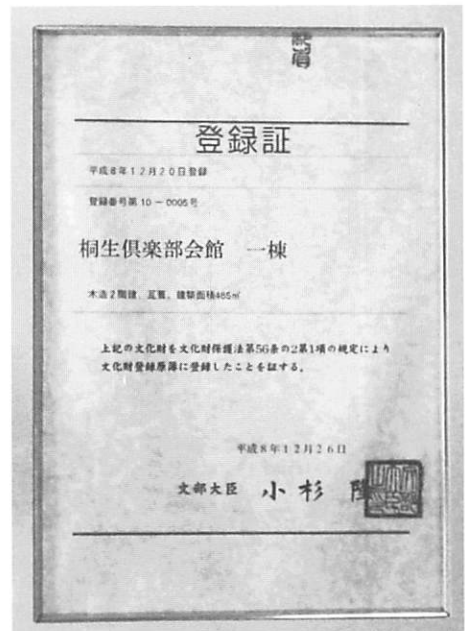 登録証
平成8年12月20日登録
登録番号第10－0005号
桐生倶楽部会館　一棟
木造2階建、瓦葺、建築面積465㎡
上記の文化財を文化財保護法第56条の2第1項の規定により
文化財登録原簿に登録したことを証する。
平成8年12月26日
文部大臣　小杉　隆